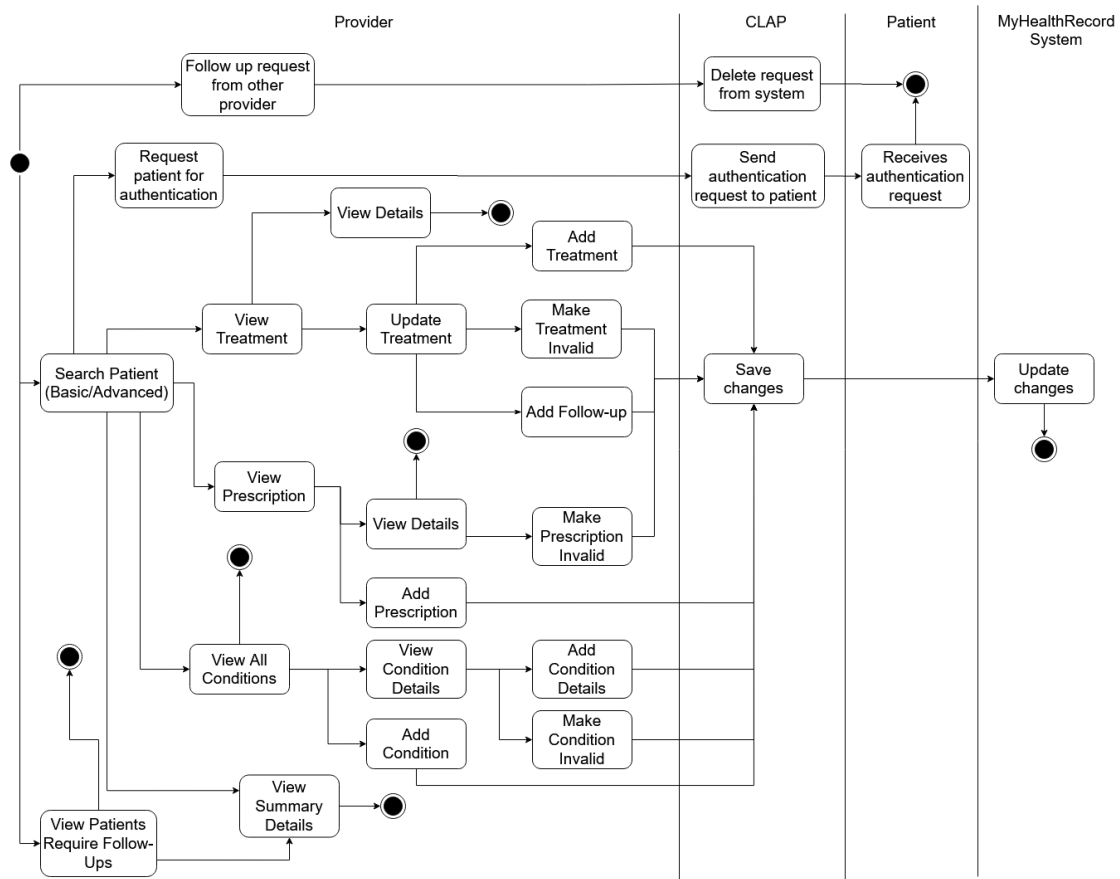 Provider
CLAP
Patient
MyHealthRecord
System
Follow up request
from other
provider
Delete request
from system
Request
patient for
authentication
Send
authentication
request to patient
Receives
authentication
request
View Details
Add
Treatment
View
Treatment
Update
Treatment
Make
Treatment
Invalid
Search Patient
(Basic/Advanced)
Save
changes
Update
changes
Add Follow-up
View
Prescription
View Details
Make
Prescription
Invalid
Add
Prescription
View All
Conditions
View
Condition
Details
Add
Condition
Details
Add
Condition
Make
Condition
Invalid
View
Summary
Details
View Patients
Require Follow-
Ups